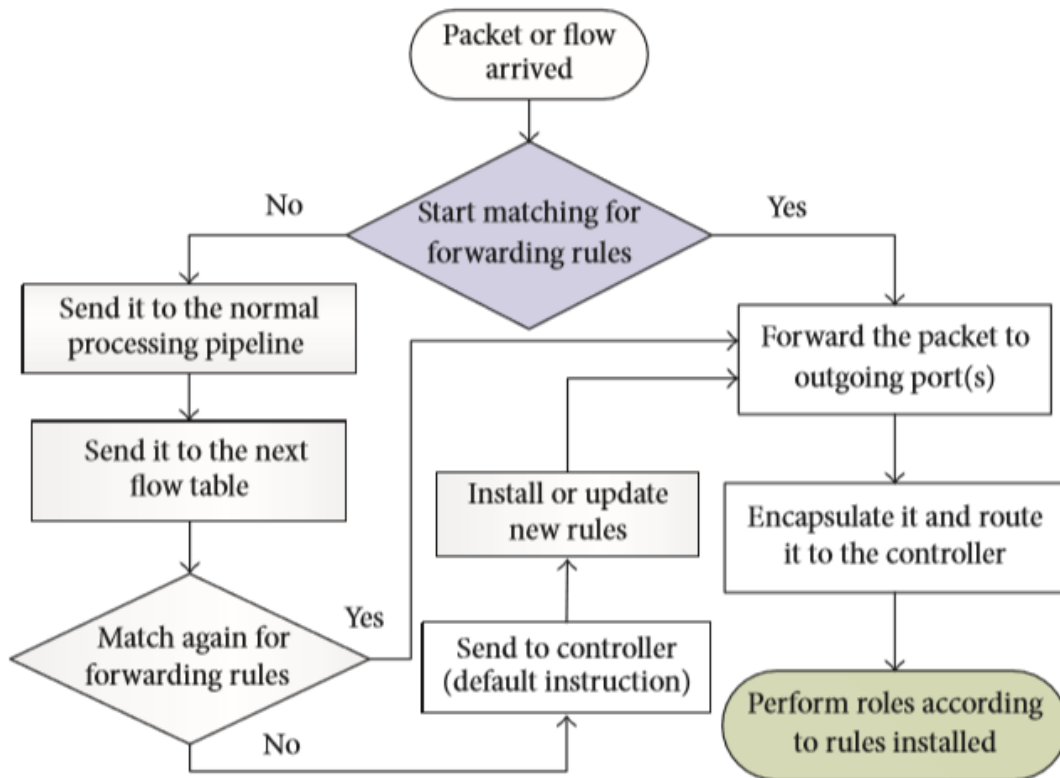 Packet or flow
arrived
No
Start matching for
forwarding rules
Yes
Send it to the normal
processing pipeline
Forward the packet to
outgoing port(s)
Send it to the next
flow table
Install or update
new rules
Encapsulate it and route
it to the controller
Match again for
forwarding rules
Yes
Send to controller
(default instruction)
No
Perform roles according
to rules installed